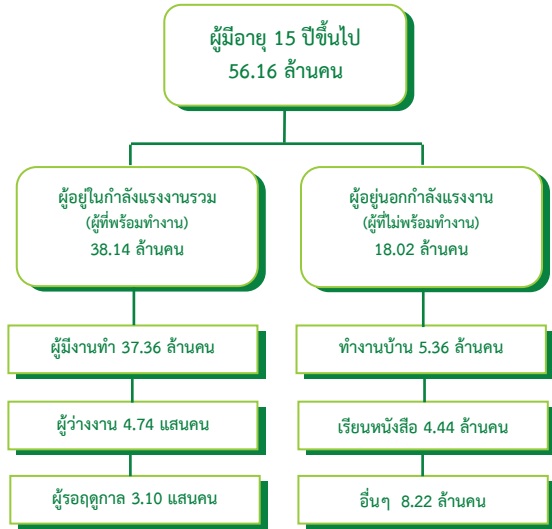 ผู้มีอายุ 15 ปีขึ้นไป
56.16 ล้านคน
ผู้อยู่ในกำลังแรงงานรวม
(ผู้ที่พร้อมทำงาน)
38.14 ล้านคน
ผู้อยู่นอกกำลังแรงงาน
(ผู้ที่ไม่พร้อมทำงาน)
18.02 ล้านคน
ผู้มีงานทำ 37.36 ล้านคน
ทำงานบ้าน 5.36 ล้านคน
ผู้ว่างงาน 4.74 แสนคน
เรียนหนังสือ 4.44 ล้านคน
ผู้รอฤดูกาล 3.10 แสนคน
อื่นๆ 8.22 ล้านคน